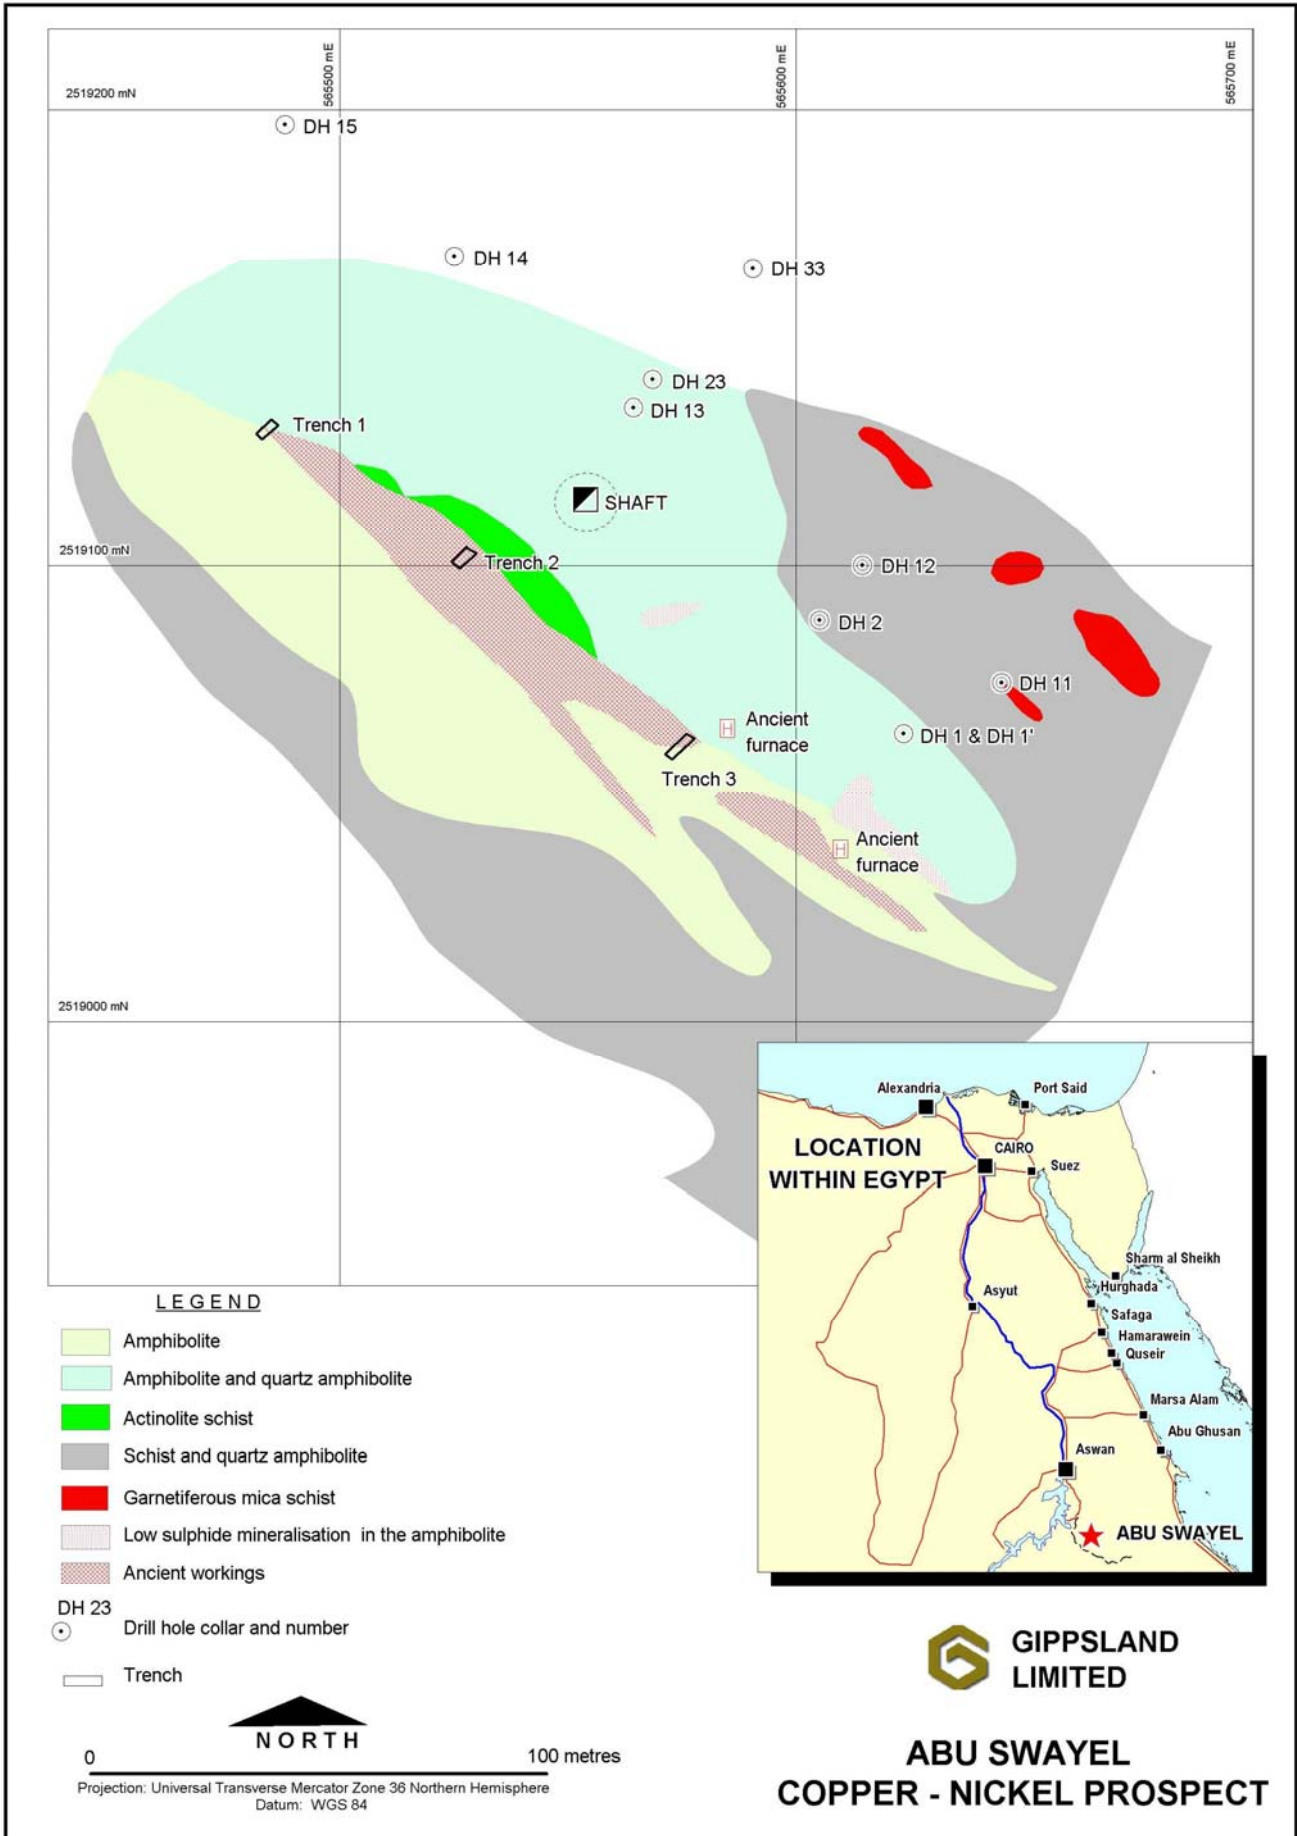 565500 mE
565600 mE
565700 mE
2519200 mN
DH 15
DH 14
DH 33
DH 23
DH 13
Trench 1
SHAFT
2519100 mN
Trench 2
DH 12
DH 2
DH 11
Ancient
furnace
DH 1 & DH 1'
Trench 3
Ancient
furnace
2519000 mN
Alexandria
Port Said
LOCATION
WITHIN EGYPT
CAIRO
Suez
Sharm al Sheikh
Hurghada
Asyut
Safaga
Hamarawein
Quseir
Marsa Alam
Abu Ghusan
Aswan
ABU SWAYEL
LEGEND
Amphibolite
Amphibolite and quartz amphibolite
Actinolite schist
Schist and quartz amphibolite
Garnetiferous mica schist
Low sulphide mineralisation in the amphibolite
Ancient workings
DH 23
Drill hole collar and number
Trench
NORTH
0
100 metres
Projection: Universal Transverse Mercator Zone 36 Northern Hemisphere
Datum: WGS 84
GIPPSLAND
LIMITED
ABU SWAYEL
COPPER - NICKEL PROSPECT